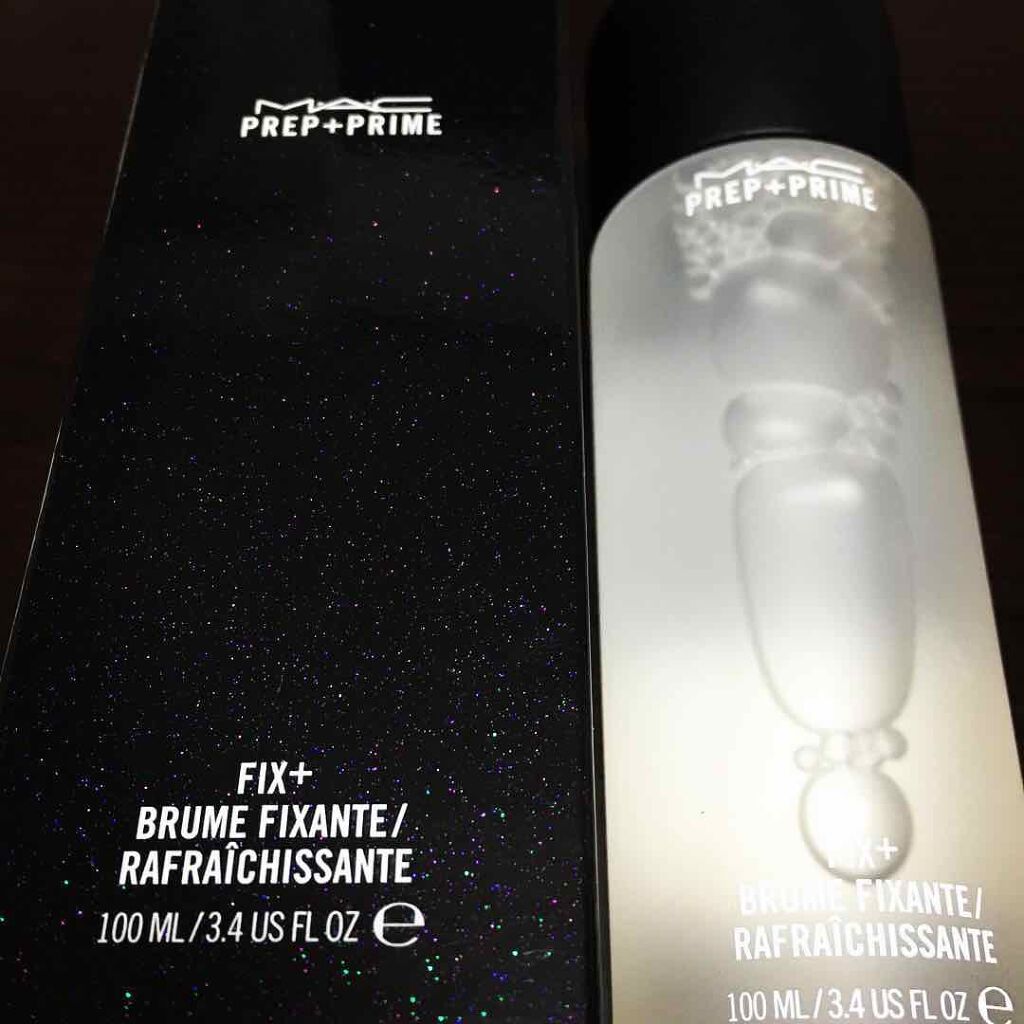 MAC
PREP+PRIME
FIX+
BRUME FIXANTE/
RAFRAÎCHISSANTE
100 ML/3.4 US FL OZ ℮
MAC
PREP+PRIME
FIX+
BRUME FIXANTE/
RAFRAÎCHISSANTE
100 ML/3.4 US FL OZ ℮